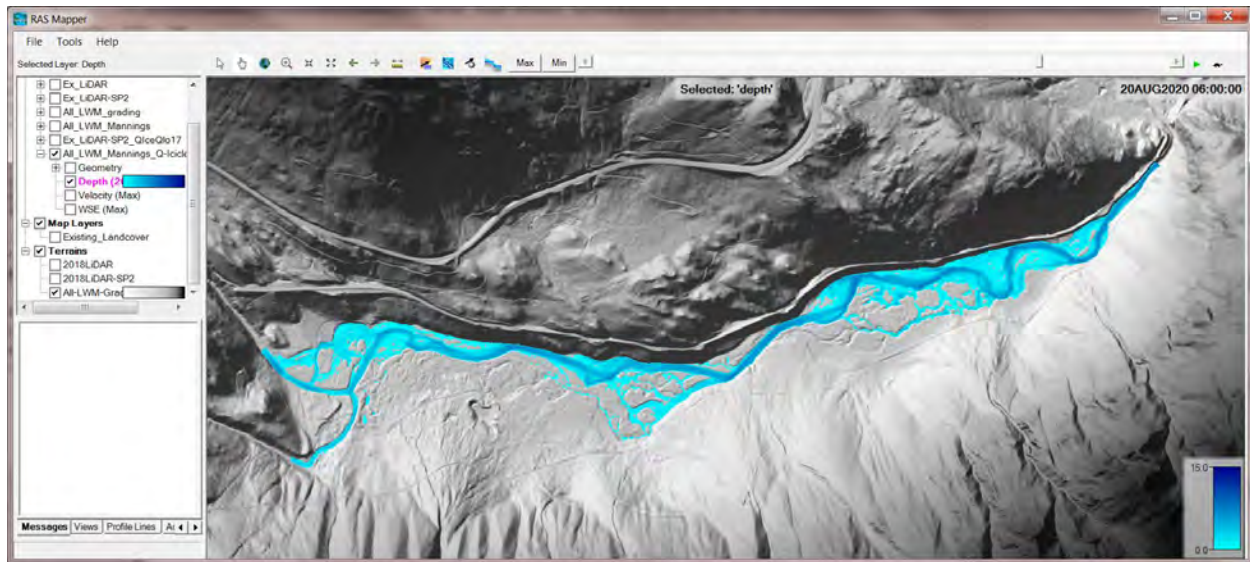 RAS Mapper
File Tools Help
Selected Layer: Depth
Max Min
Ex_LiDAR
Ex_LiDAR-SP2
All_LWM_grading
All_LWM_Mannings
Ex_LiDAR-SP2_QIceQlo17
All_LWM_Mannings_Q-Icicle
Geometry
Depth (2
Velocity (Max)
WSE (Max)
Map Layers
Existing_Landcover
Terrains
2018LiDAR
2018LiDAR-SP2
All-LWM-Grad
Selected: 'depth'
20AUG2020 06:00:00
15.0
0.0
Messages Views Profile Lines